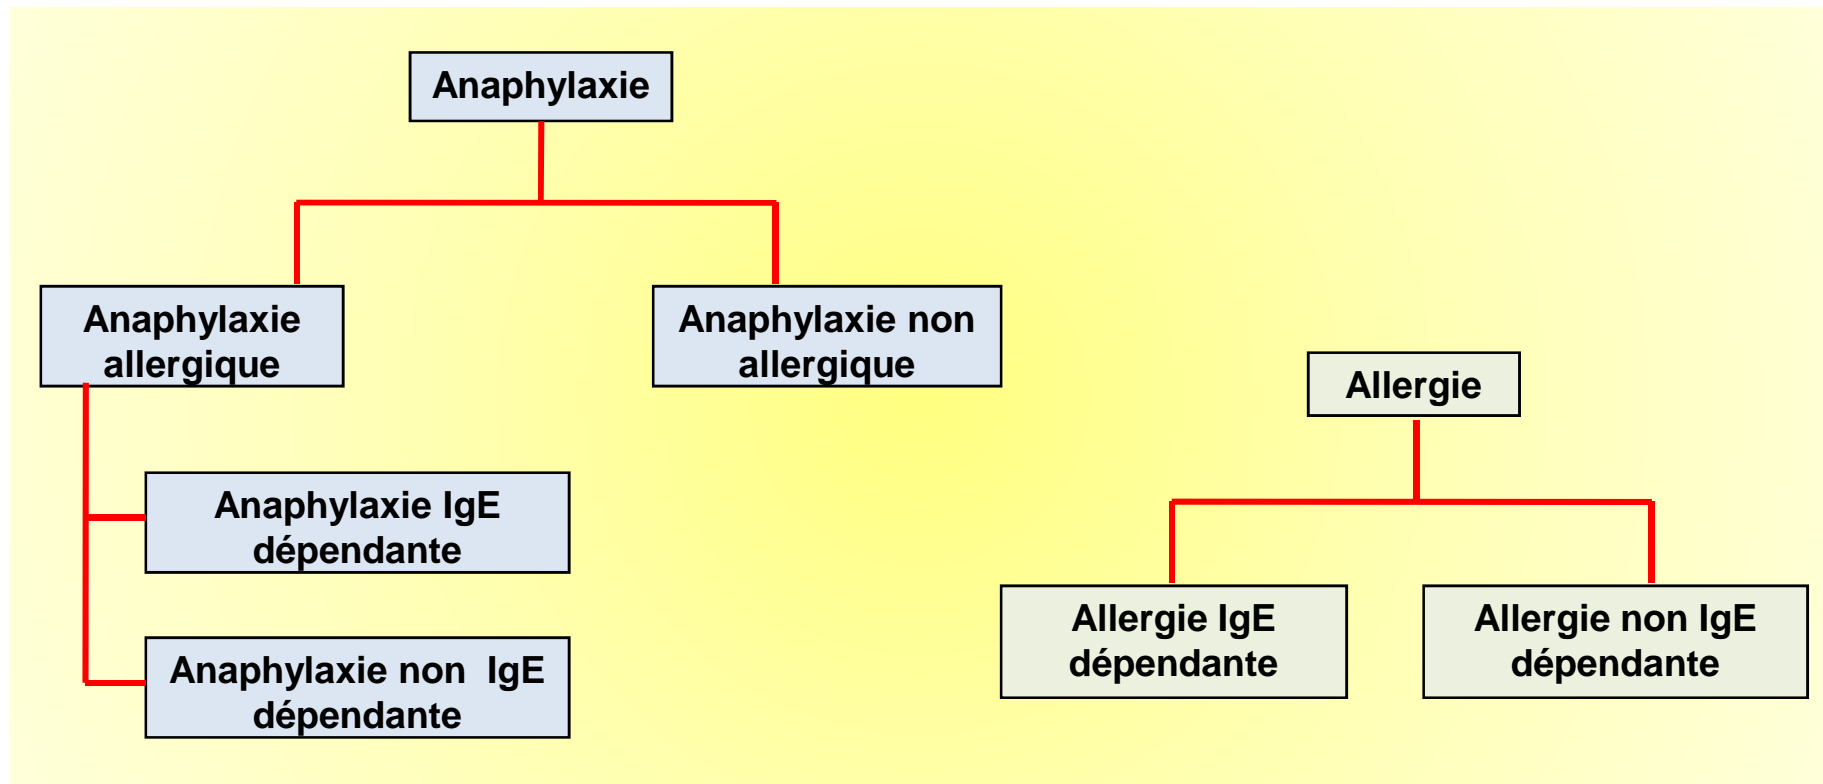 Anaphylaxie
Anaphylaxie
allergique
Anaphylaxie non
allergique
Anaphylaxie IgE
dépendante
Anaphylaxie non  IgE
dépendante
Allergie
Allergie IgE
dépendante
Allergie non IgE
dépendante